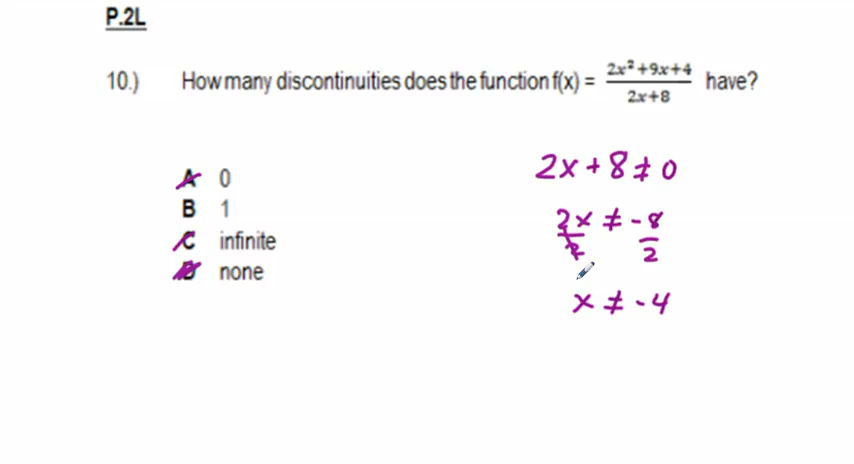 P.2L
10.) How many discontinuities does the function f(x) = (2x²+9x+4)/(2x+8) have?
A 0
B 1
C infinite
D none
2x + 8 ≠ 0
2x/2 ≠ -8/2
x ≠ -4